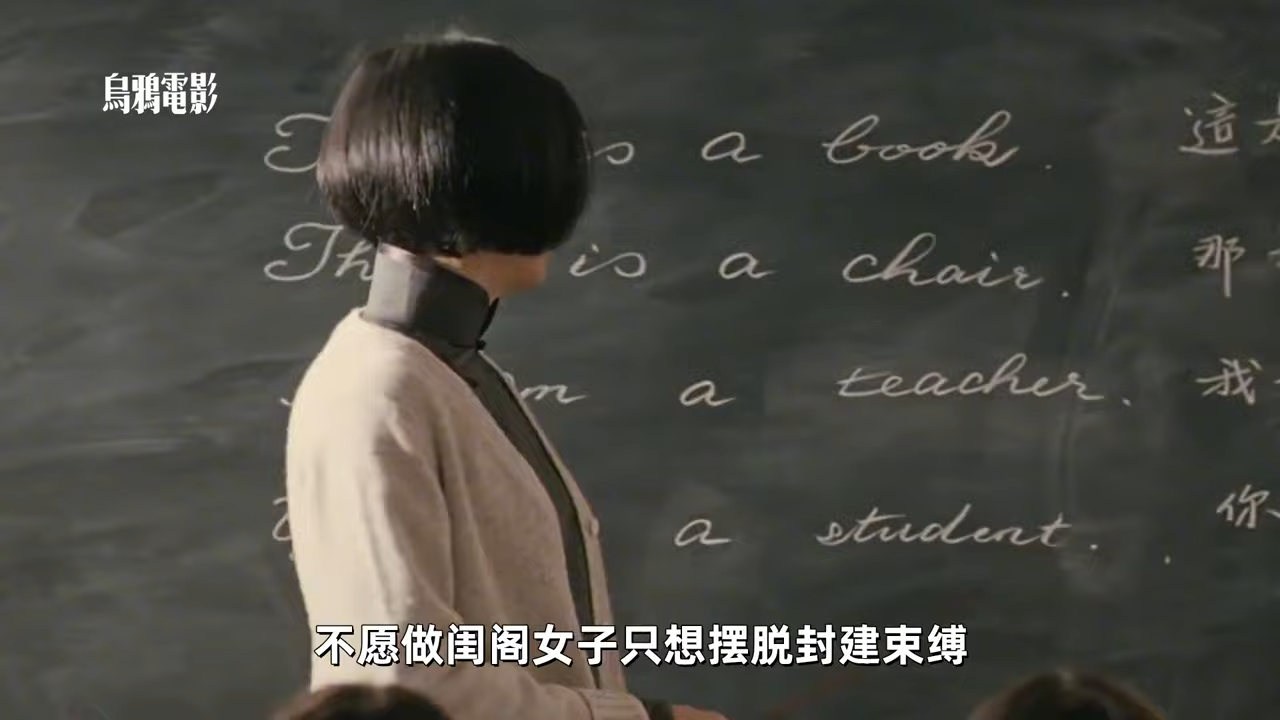 烏鴉電影
is a book.
這
is a chair.
那
a teacher.
我
a student.
你
不愿做闺阁女子只想摆脱封建束缚